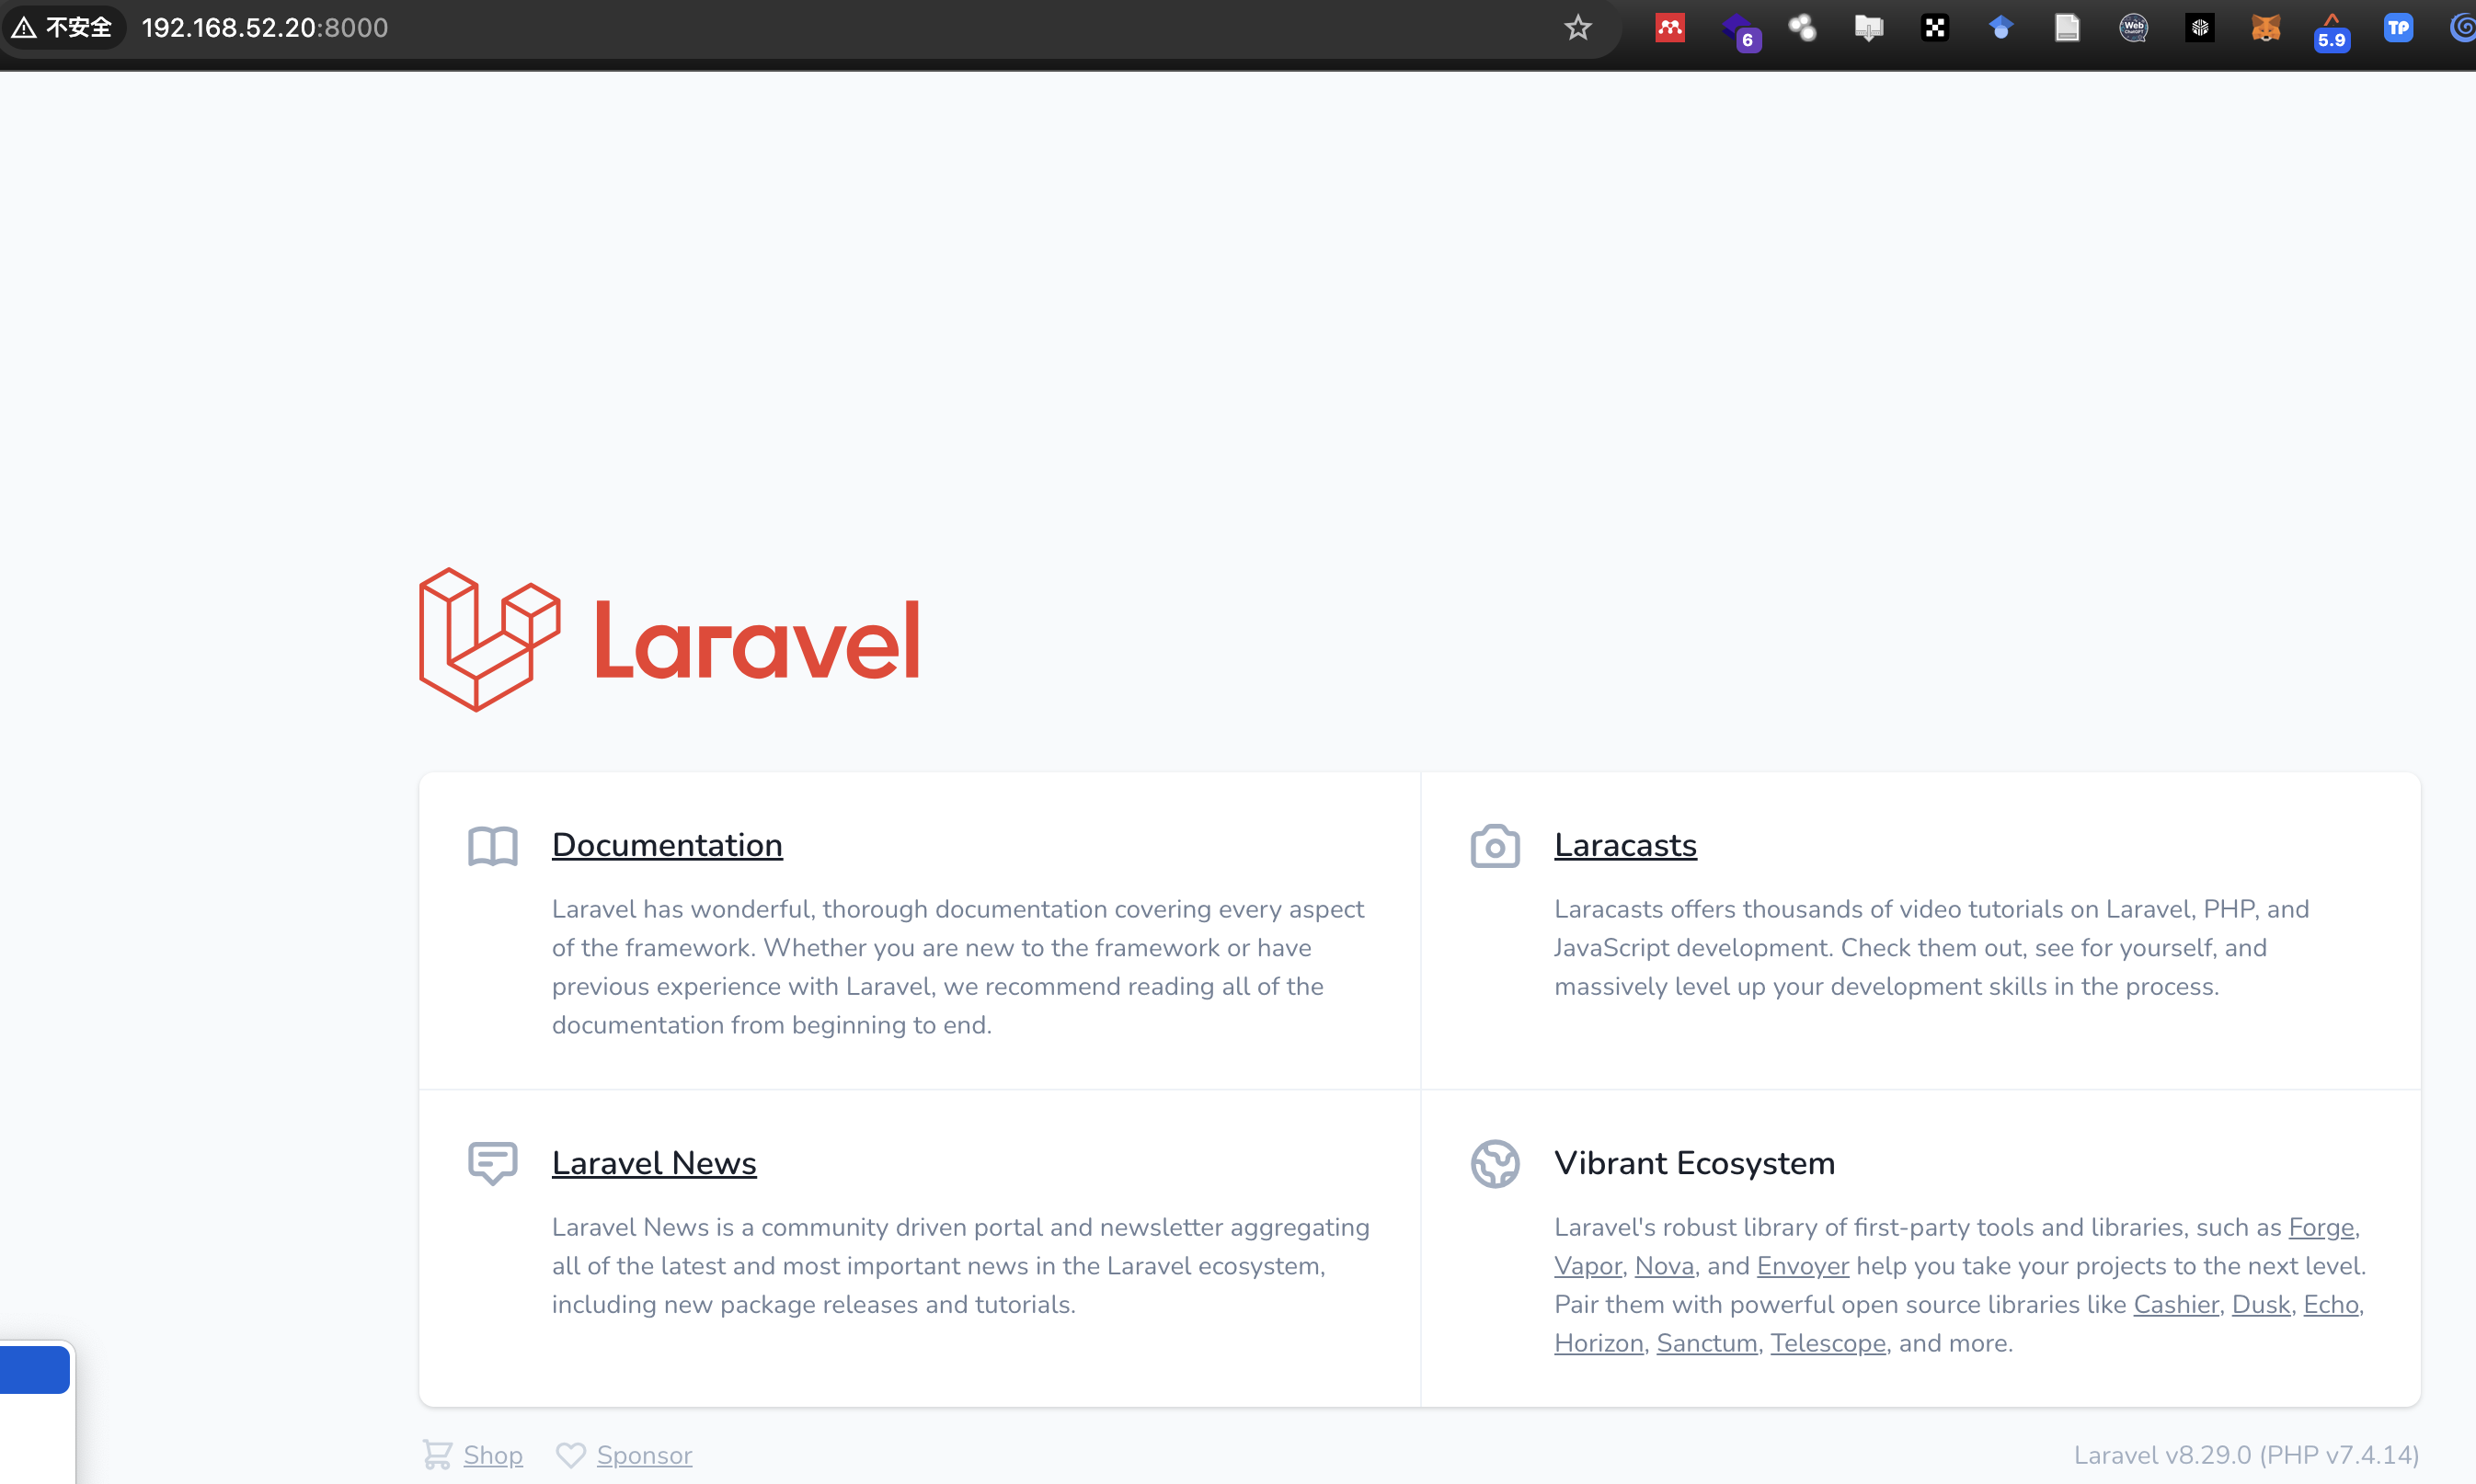 不安全 192.168.52.20:8000
6
Web
ChatGPT
5.9
TP
Laravel
Documentation
Laravel has wonderful, thorough documentation covering every aspect
of the framework. Whether you are new to the framework or have
previous experience with Laravel, we recommend reading all of the
documentation from beginning to end.
Laracasts
Laracasts offers thousands of video tutorials on Laravel, PHP, and
JavaScript development. Check them out, see for yourself, and
massively level up your development skills in the process.
Laravel News
Laravel News is a community driven portal and newsletter aggregating
all of the latest and most important news in the Laravel ecosystem,
including new package releases and tutorials.
Vibrant Ecosystem
Laravel's robust library of first-party tools and libraries, such as Forge,
Vapor, Nova, and Envoyer help you take your projects to the next level.
Pair them with powerful open source libraries like Cashier, Dusk, Echo,
Horizon, Sanctum, Telescope, and more.
Shop Sponsor
Laravel v8.29.0 (PHP v7.4.14)